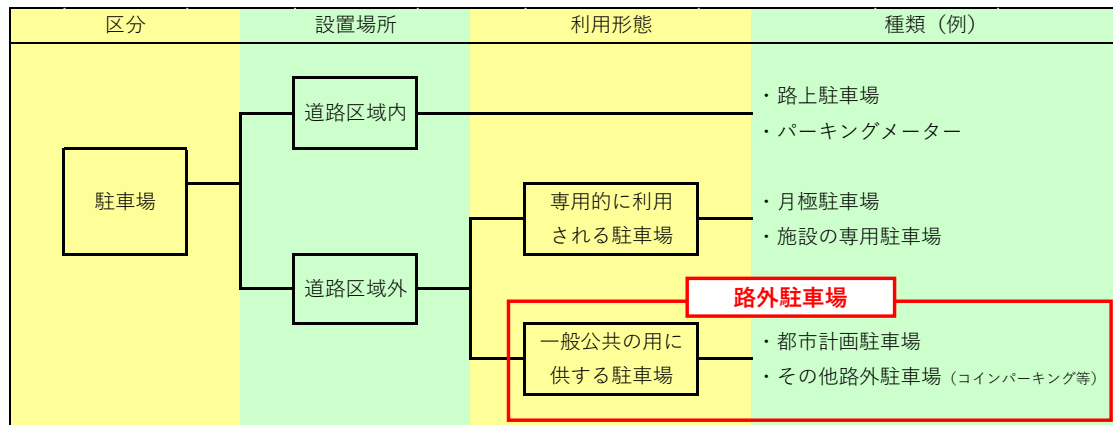 区分 設置場所 利用形態 種類（例）
駐車場
道路区域内
・路上駐車場
・パーキングメーター
道路区域外
専用的に利用
される駐車場
・月極駐車場
・施設の専用駐車場
路外駐車場
一般公共の用に
供する駐車場
・都市計画駐車場
・その他路外駐車場（コインパーキング等）